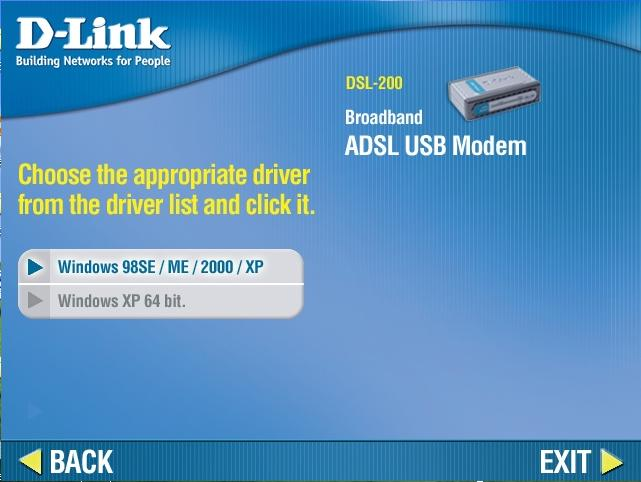 D-Link
Building Networks for People
DSL-200
Broadband
ADSL USB Modem
Choose the appropriate driver
from the driver list and click it.
Windows 98SE / ME / 2000 / XP
Windows XP 64 bit.
BACK
EXIT